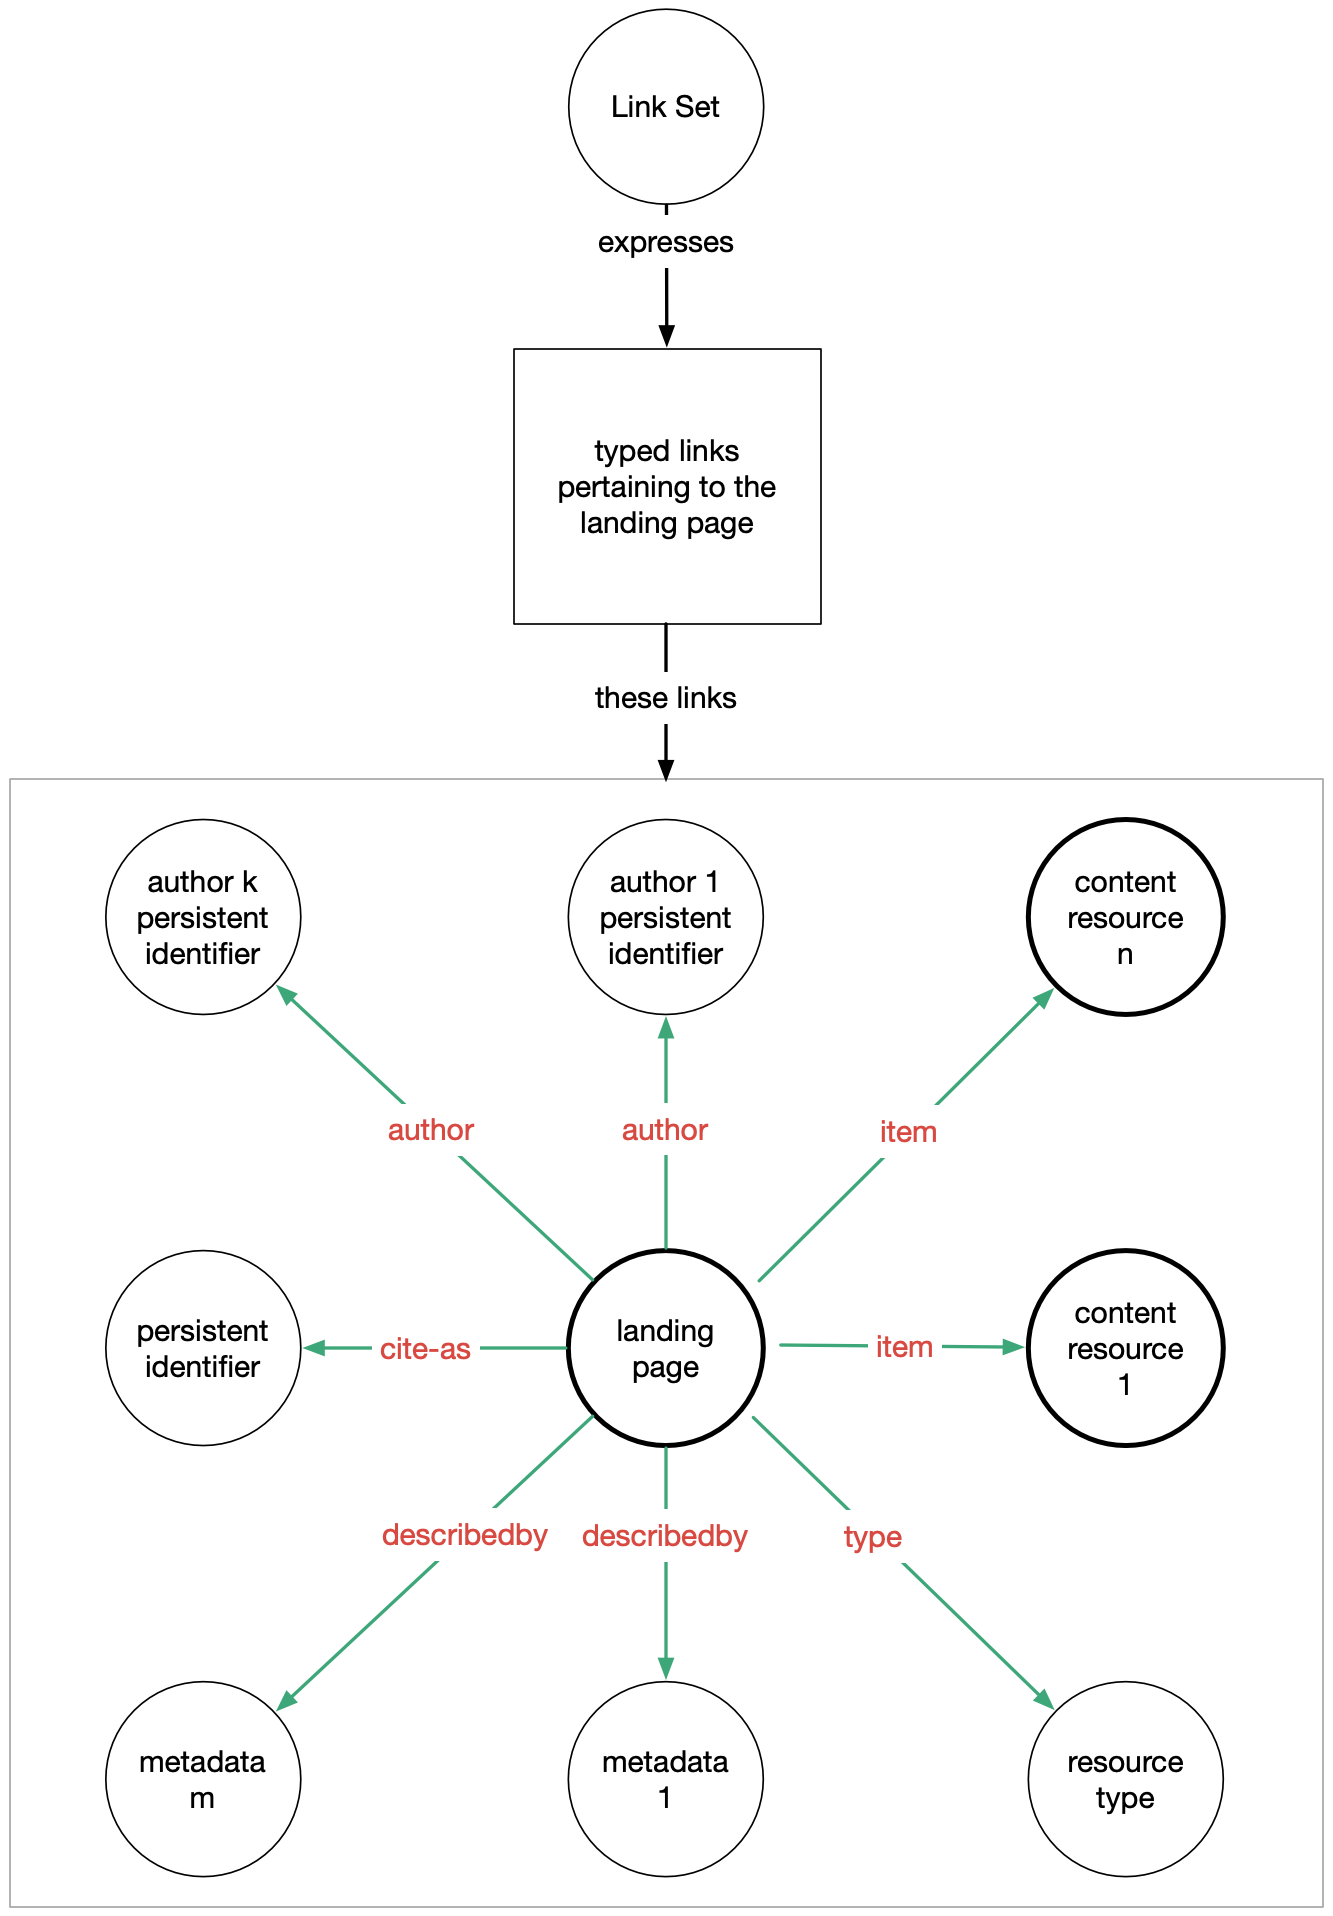 Link Set
expresses
typed links
pertaining to the
landing page
these links
author k
persistent
identifier
author 1
persistent
identifier
content
resource
n
author
author
item
persistent
identifier
cite-as
landing
page
item
content
resource
1
describedby
describedby
type
metadata
m
metadata
1
resource
type